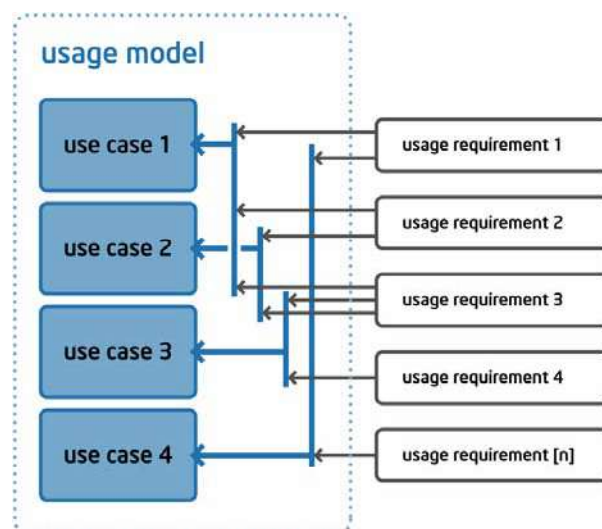 usage model
use case 1
use case 2
use case 3
use case 4
usage requirement 1
usage requirement 2
usage requirement 3
usage requirement 4
usage requirement [n]